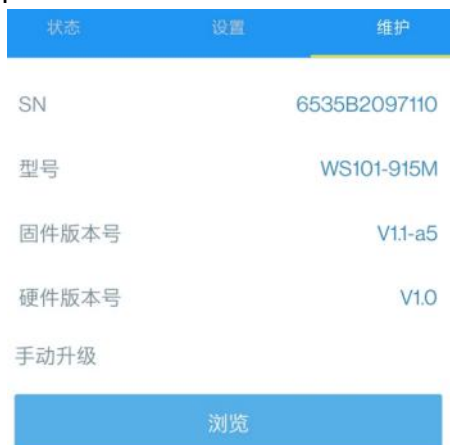 状态 设置 维护
SN 6535B2097110
型号 WS101-915M
固件版本号 V1.1-a5
硬件版本号 V1.0
手动升级
浏览